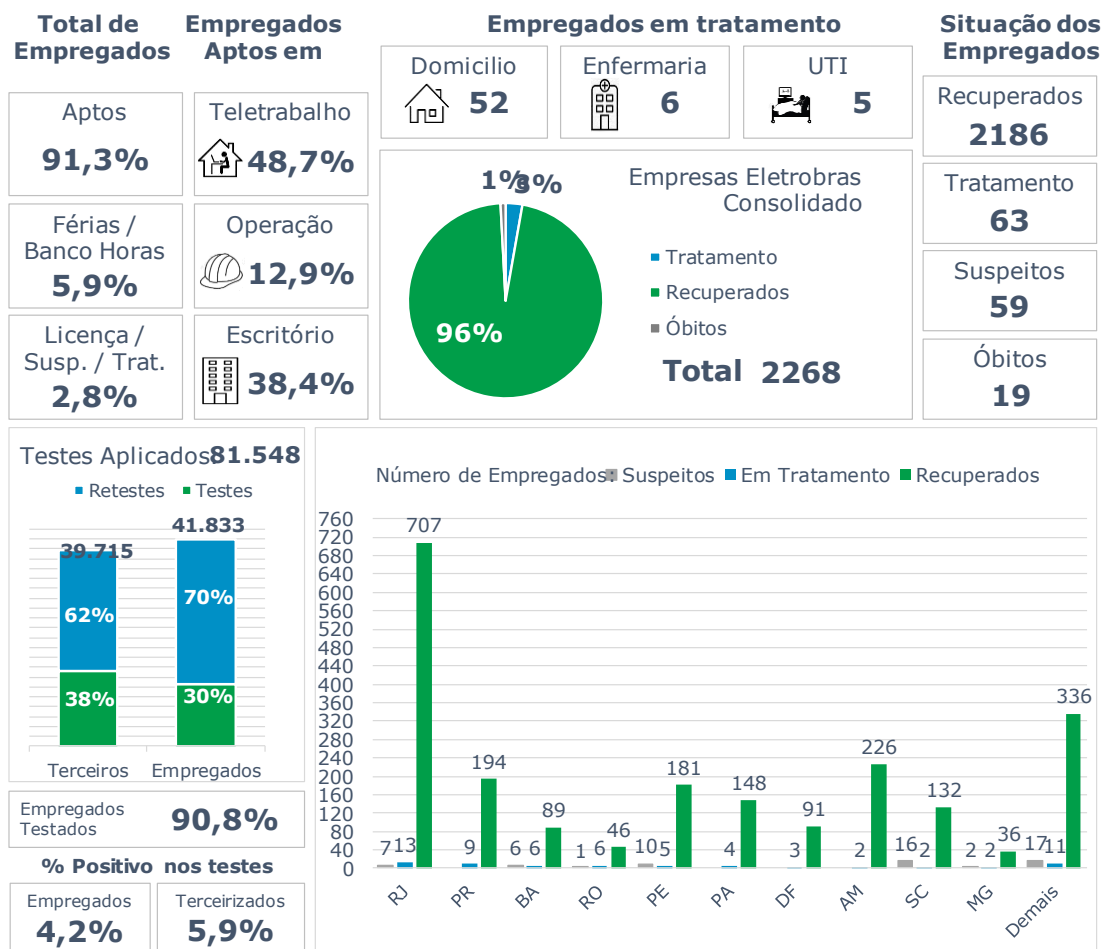 Total de
Empregados
Aptos
91,3%
Férias /
Banco Horas
5,9%
Licença /
Susp. / Trat.
2,8%
Empregados
Aptos em
Teletrabalho
48,7%
Operação
12,9%
Escritório
38,4%
Empregados em tratamento
Domicilio
52
Enfermaria
6
UTI
5
Empresas Eletrobras
Consolidado
1%
3%
96%
Tratamento
Recuperados
Óbitos
Total 2268
Situação dos
Empregados
Recuperados
2186
Tratamento
63
Suspeitos
59
Óbitos
19
Testes Aplicados 81.548
Retestes Testes
39.715
41.833
62%
70%
38%
30%
Terceiros Empregados
Empregados
Testados
90,8%
% Positivo nos testes
Empregados
4,2%
Terceirizados
5,9%
Número de Empregados: Suspeitos Em Tratamento Recuperados
760
720
680
640
600
560
520
480
440
400
360
320
280
240
200
160
120
80
40
0
7 13 707
9 194
6 6 89
1 6 46
10 5 181
4 148
3 91
2 226
16 2 132
2 2 36
17 11 336
RJ PR BA RO PE PA DF AM SC MG Demais